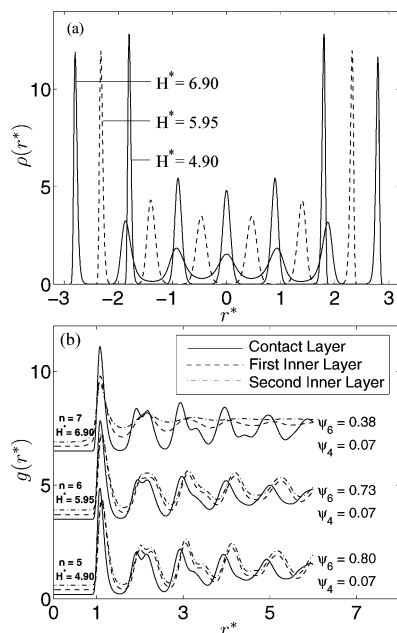 (a)
10
5
0
ρ(r*)
H* = 6.90
H* = 5.95
H* = 4.90
−3 −2 −1 0 1 2 3
r*
(b)
10
5
0
g(r*)
Contact Layer
First Inner Layer
Second Inner Layer
n = 7
H* = 6.90
ψ6 = 0.38
ψ4 = 0.07
n = 6
H* = 5.95
ψ6 = 0.73
ψ4 = 0.07
n = 5
H* = 4.90
ψ6 = 0.80
ψ4 = 0.07
0 1 3 5 7
r*